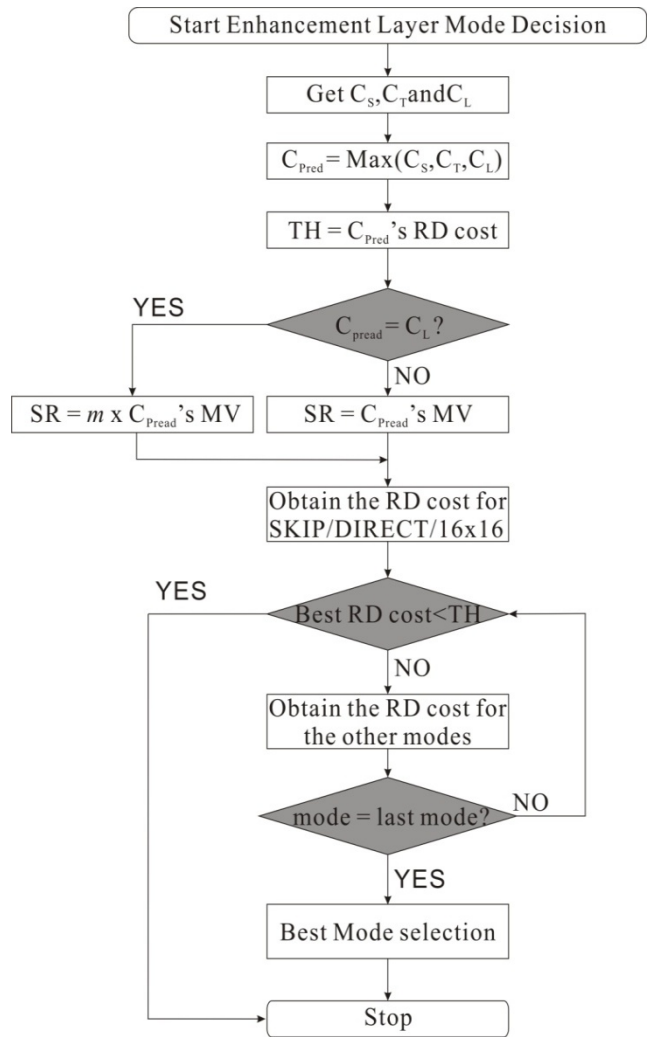 Start Enhancement Layer Mode Decision
Get C_S,C_TandC_L
C_Pred = Max(C_S,C_T,C_L)
TH = C_Pred's RD cost
YES
C_pread = C_L?
NO
SR = m x C_Pread's MV
SR = C_Pread's MV
Obtain the RD cost for
SKIP/DIRECT/16x16
YES
Best RD cost<TH
NO
Obtain the RD cost for
the other modes
mode = last mode?
NO
YES
Best Mode selection
Stop